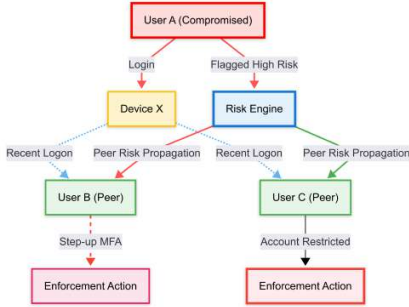 User A (Compromised)
Login
Flagged High Risk
Device X
Risk Engine
Recent Logon
Peer Risk Propagation
Recent Logon
Peer Risk Propagation
User B (Peer)
User C (Peer)
Step-up MFA
Account Restricted
Enforcement Action
Enforcement Action